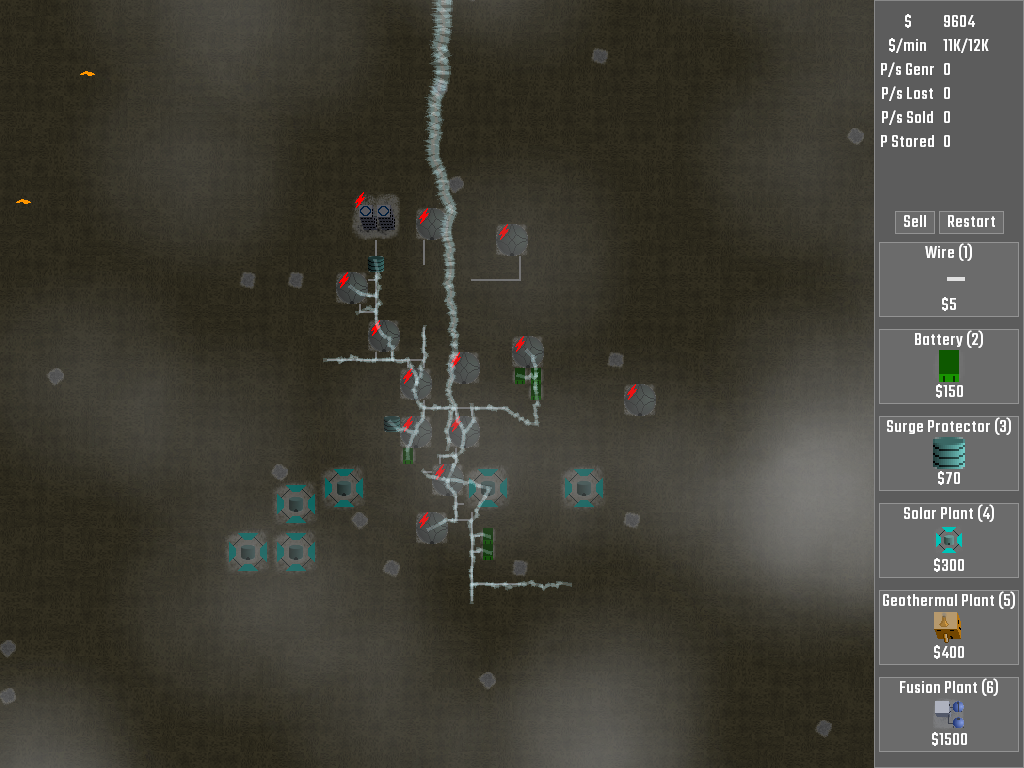 $ 9604
$/min 11K/12K
P/s Genr 0
P/s Lost 0
P/s Sold 0
P Stored 0
Sell Restart
Wire (1)
$5
Battery (2)
$150
Surge Protector (3)
$70
Solar Plant (4)
$300
Geothermal Plant (5)
$400
Fusion Plant (6)
$1500